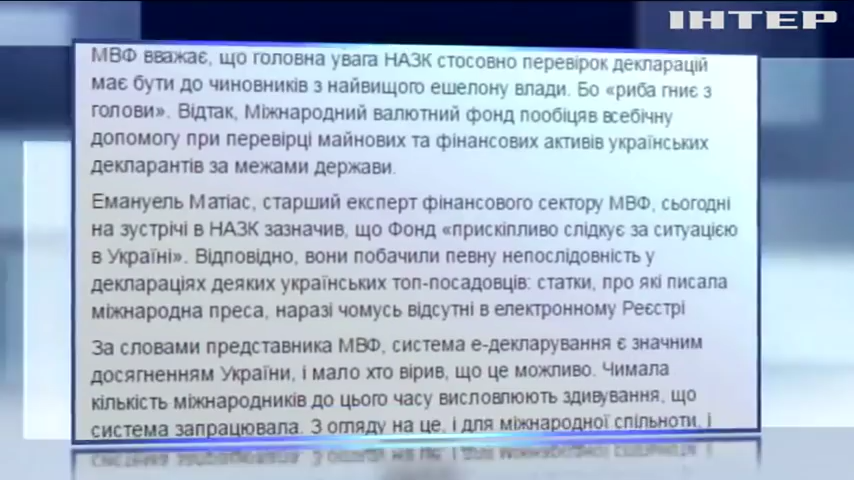 ІНТЕР
МВФ вважає, що головна увага НАЗК стосовно перевірок декларацій
має бути до чиновників з найвищого ешелону влади. Бо «риба гниє з
голови». Відтак, Міжнародний валютний фонд пообіцяв всебічну
допомогу при перевірці майнових та фінансових активів українських
декларантів за межами держави.
Емануель Матіас, старший експерт фінансового сектору МВФ, сьогодні
на зустрічі в НАЗК зазначив, що Фонд «прискіпливо слідкує за ситуацією
в Україні». Відповідно, вони побачили певну непослідовність у
деклараціях деяких українських топ-посадовців: статки, про які писала
міжнародна преса, наразі чомусь відсутні в електронному Реєстрі
За словами представника МВФ, система е-декларування є значним
досягненням України, і мало хто вірив, що це можливо. Чимала
кількість міжнародників до цього часу висловлюють здивування, що
система запрацювала. З огляду на це, і для міжнародної спільноти, і